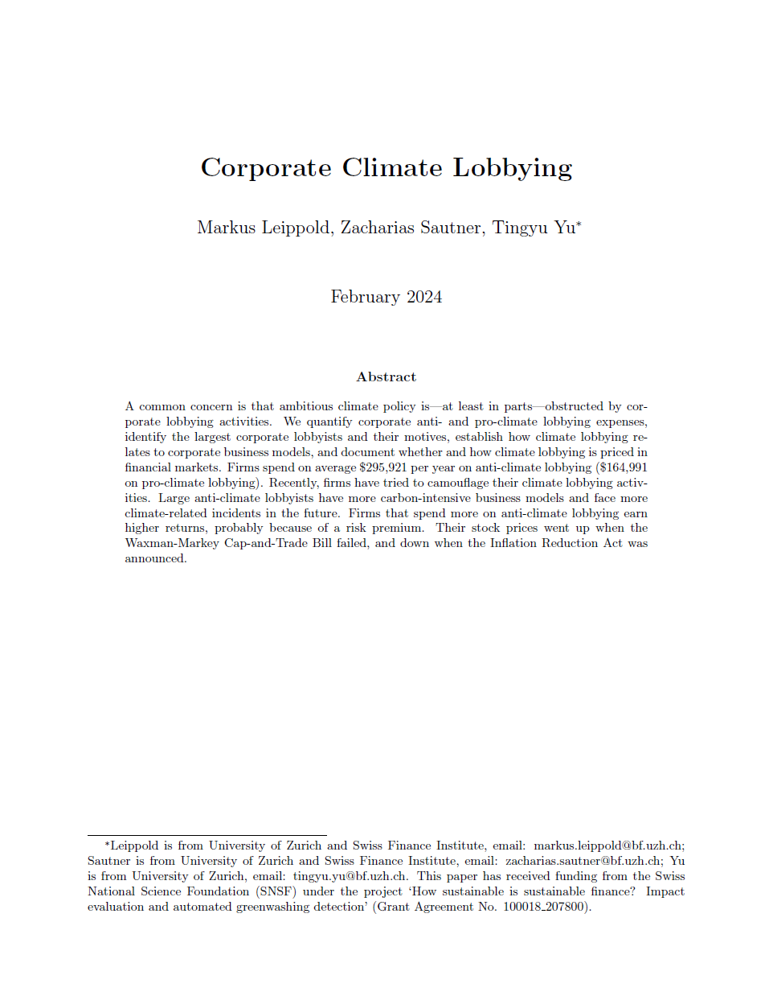 Corporate Climate Lobbying
Markus Leippold, Zacharias Sautner, Tingyu Yu*
February 2024
Abstract
A common concern is that ambitious climate policy is—at least in parts—obstructed by cor-
porate lobbying activities. We quantify corporate anti- and pro-climate lobbying expenses,
identify the largest corporate lobbyists and their motives, establish how climate lobbying re-
lates to corporate business models, and document whether and how climate lobbying is priced in
financial markets. Firms spend on average $295,921 per year on anti-climate lobbying ($164,991
on pro-climate lobbying). Recently, firms have tried to camouflage their climate lobbying activ-
ities. Large anti-climate lobbyists have more carbon-intensive business models and face more
climate-related incidents in the future. Firms that spend more on anti-climate lobbying earn
higher returns, probably because of a risk premium. Their stock prices went up when the
Waxman-Markey Cap-and-Trade Bill failed, and down when the Inflation Reduction Act was
announced.
*Leippold is from University of Zurich and Swiss Finance Institute, email: markus.leippold@bf.uzh.ch;
Sautner is from University of Zurich and Swiss Finance Institute, email: zacharias.sautner@bf.uzh.ch; Yu
is from University of Zurich, email: tingyu.yu@bf.uzh.ch. This paper has received funding from the Swiss
National Science Foundation (SNSF) under the project ‘How sustainable is sustainable finance? Impact
evaluation and automated greenwashing detection’ (Grant Agreement No. 100018_207800).